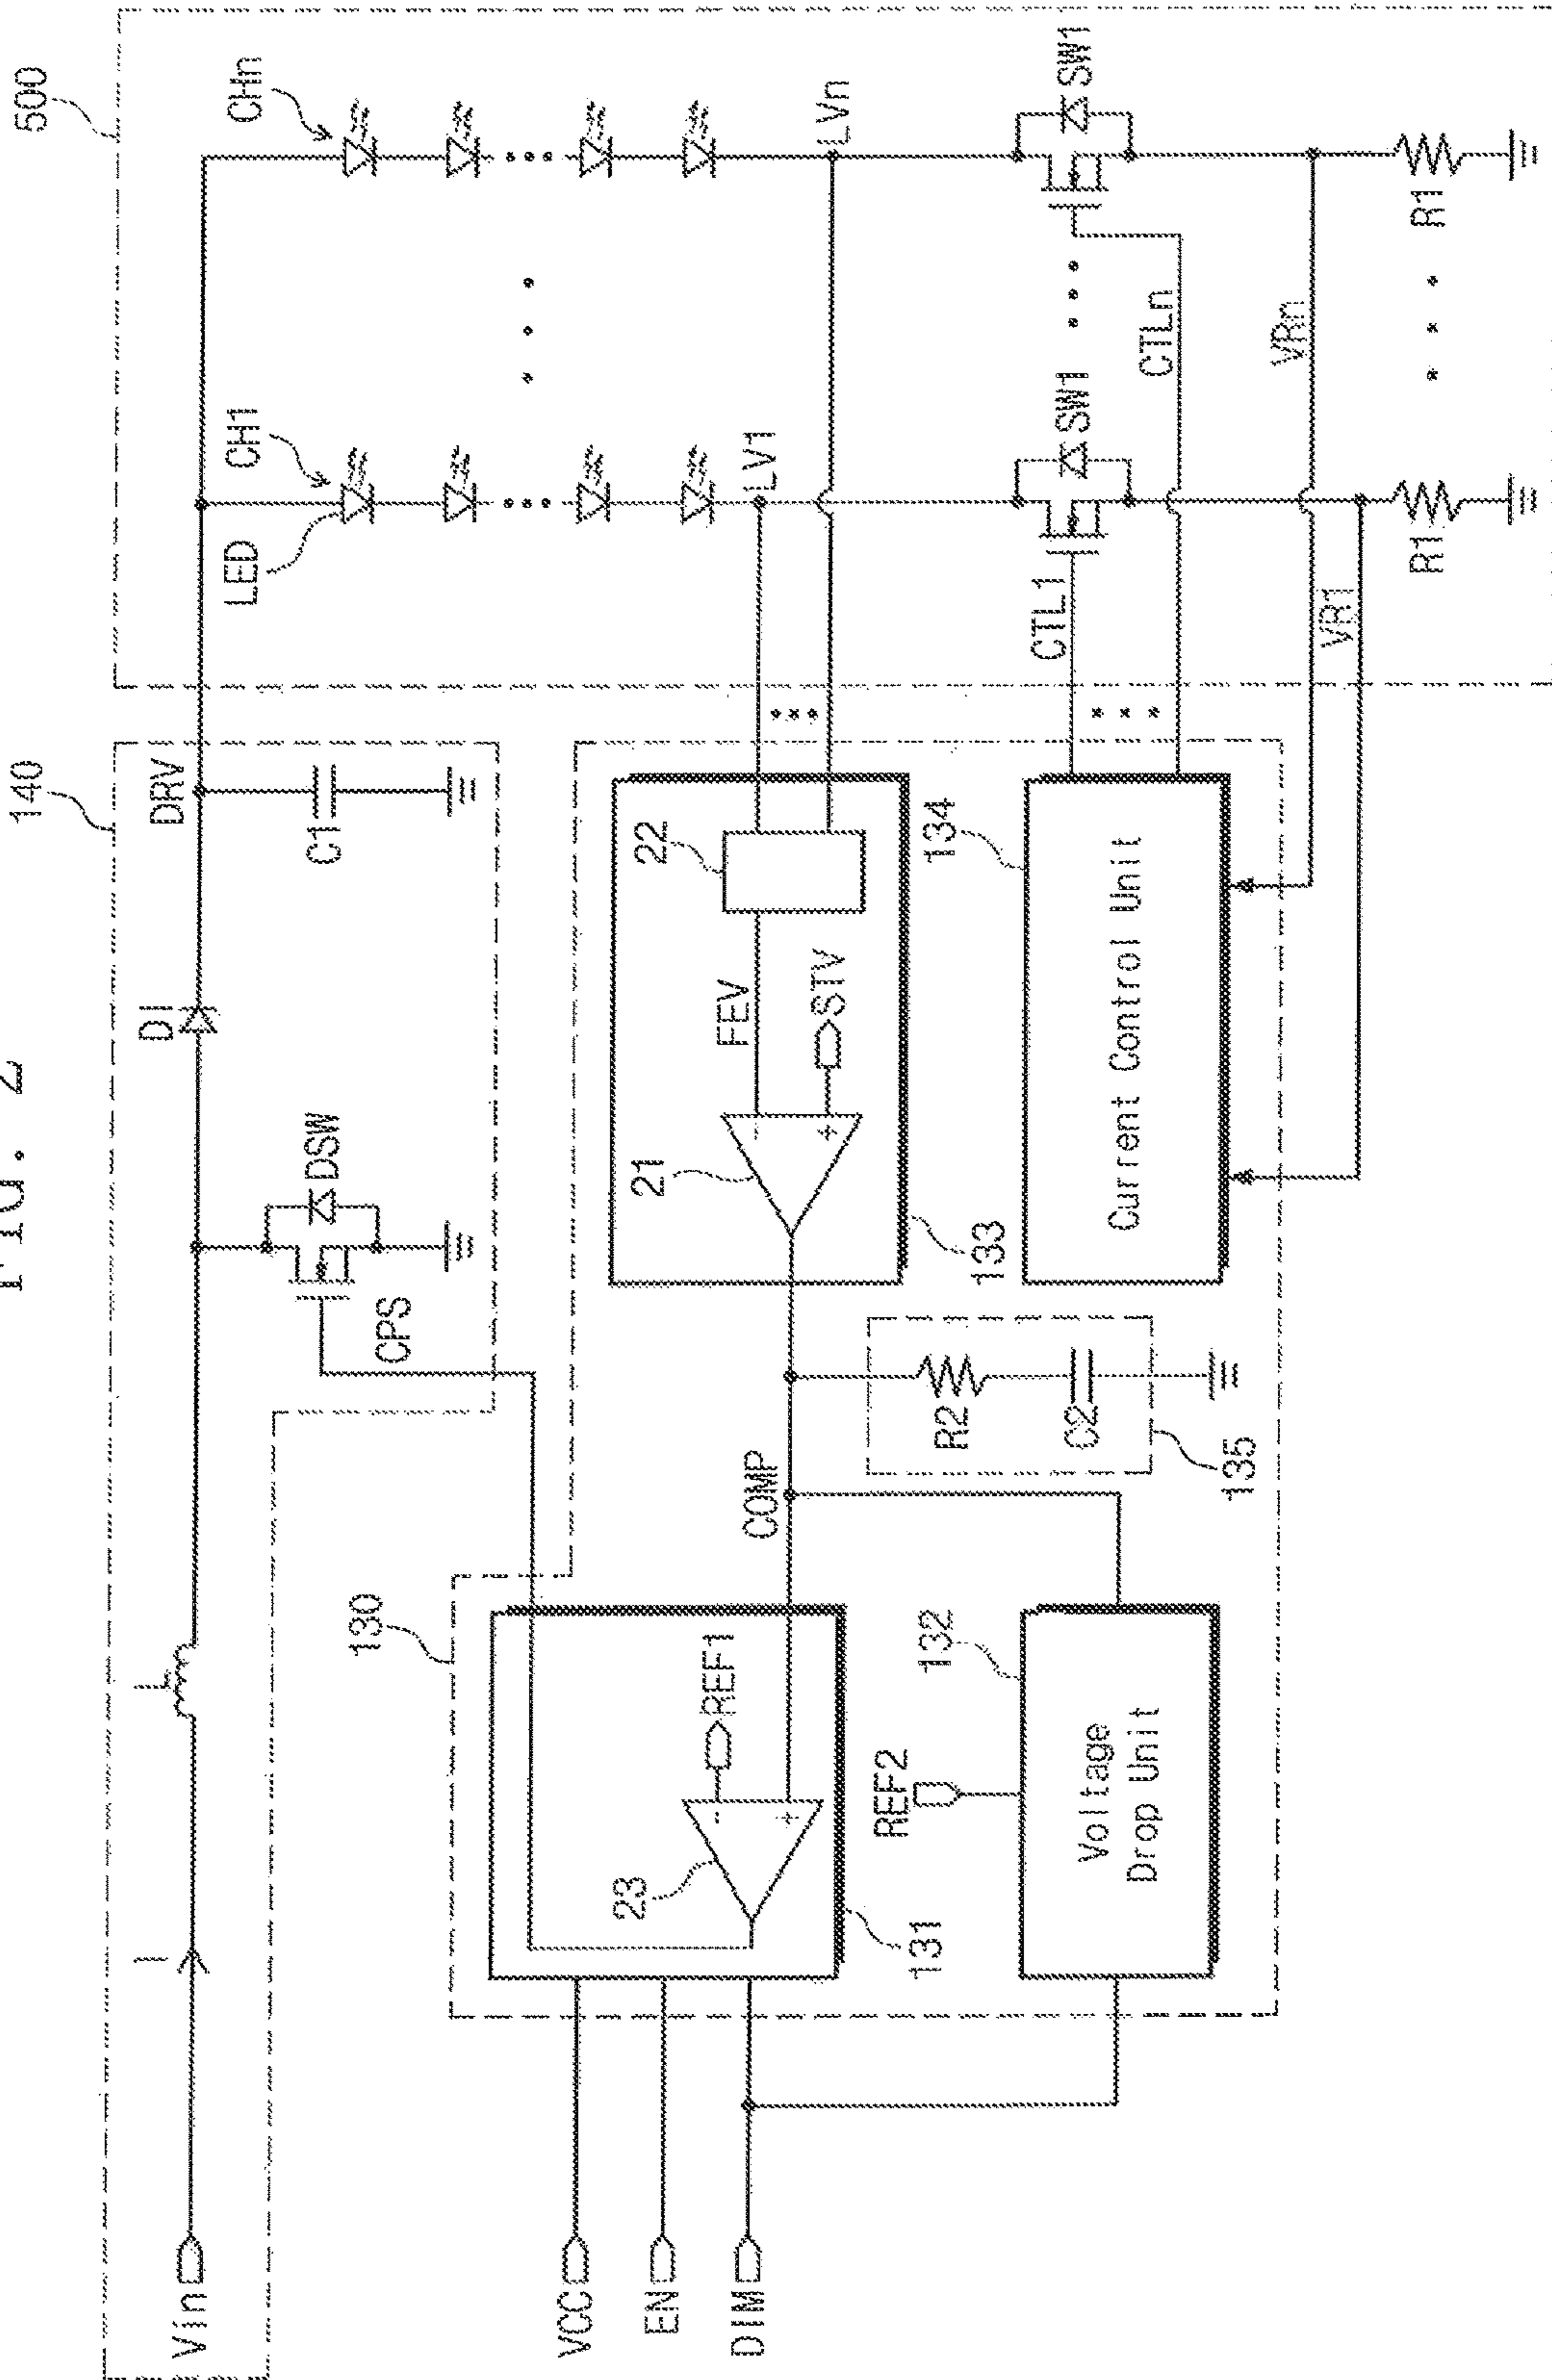 FIG. 2
140
500
Vin
I
L
DI
DRV
C1
DSW
CPS
LED
CH1
CHn
LV1
LVn
130
VCC
EN
DIM
23
-
+
REF1
131
COMP
21
-
+
FEV
STV
22
133
REF2
132
Voltage
Drop Unit
R2
C2
135
134
Current Control Unit
CTL1
CTLn
SW1
SW1
VR1
VRn
R1
R1